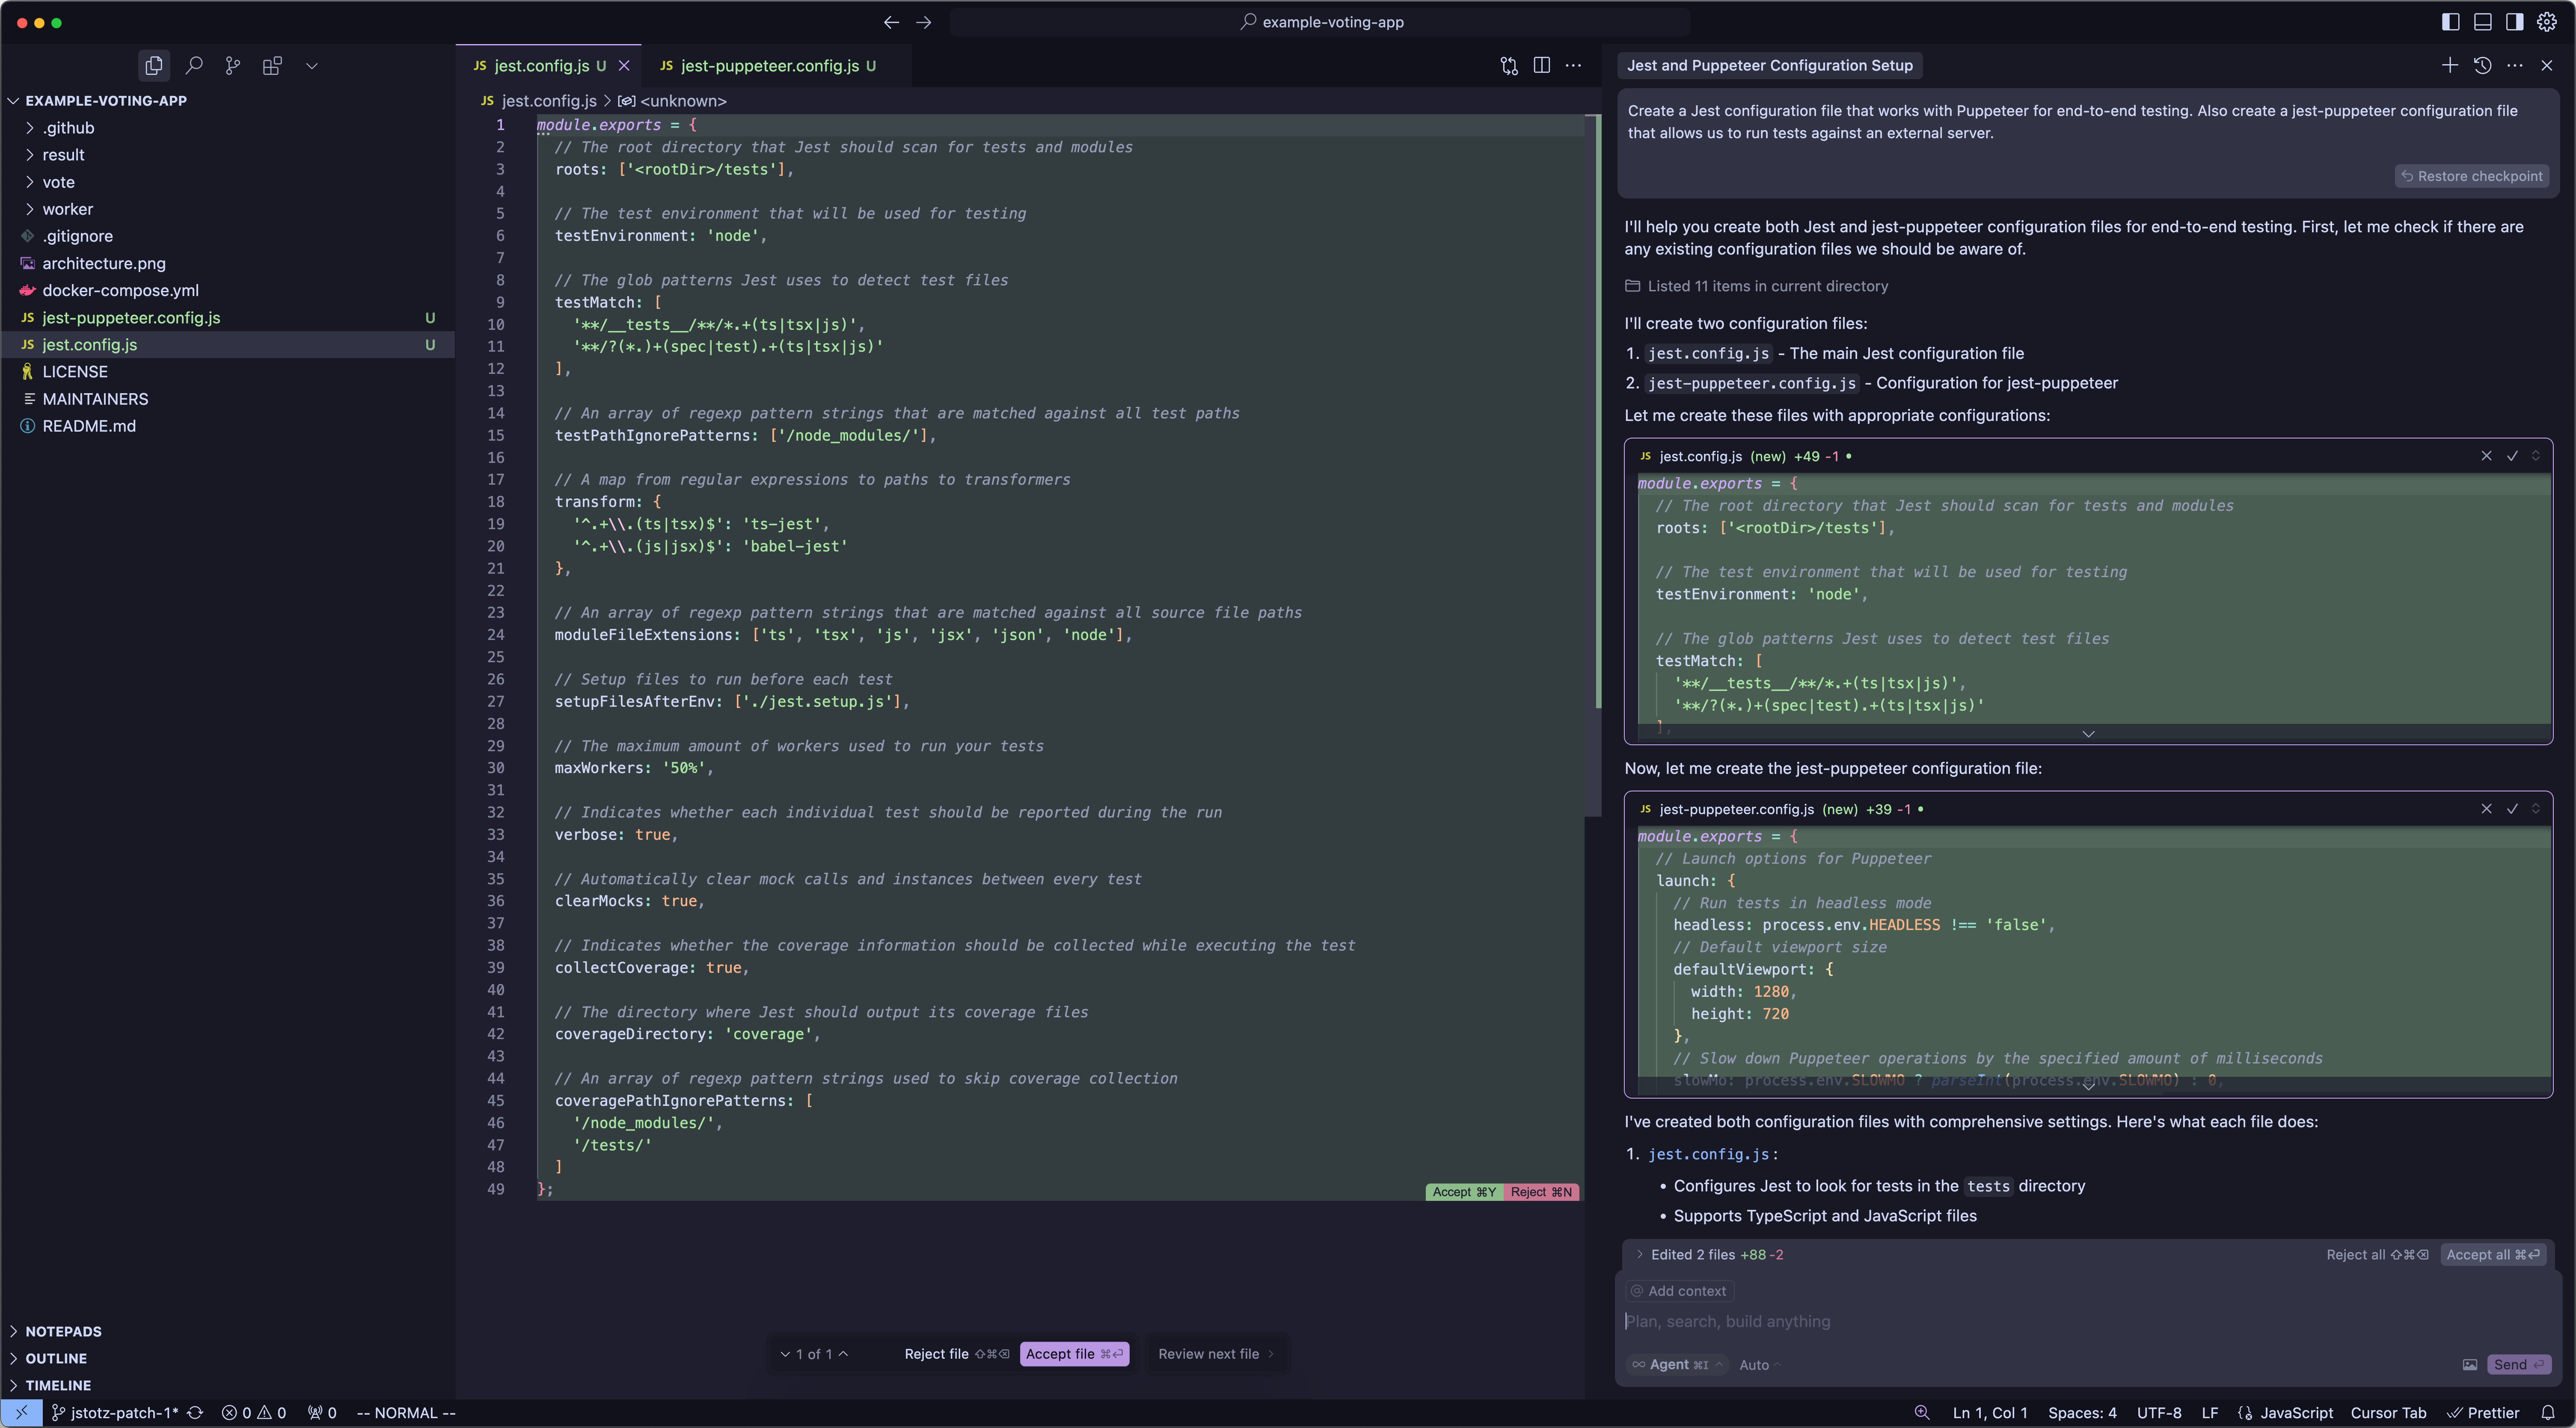 example-voting-app
EXAMPLE-VOTING-APP
.github
result
vote
worker
.gitignore
architecture.png
docker-compose.yml
JS jest-puppeteer.config.js U
JS jest.config.js U
LICENSE
MAINTAINERS
README.md
NOTEPADS
OUTLINE
TIMELINE
JS jest.config.js U
JS jest-puppeteer.config.js U
JS jest.config.js > <unknown>
1 module.exports = {
2 // The root directory that Jest should scan for tests and modules
3 roots: ['<rootDir>/tests'],
4
5 // The test environment that will be used for testing
6 testEnvironment: 'node',
7
8 // The glob patterns Jest uses to detect test files
9 testMatch: [
10 '**/__tests__/**/*.+(ts|tsx|js)',
11 '**/?(*.)+(spec|test).+(ts|tsx|js)'
12 ],
13
14 // An array of regexp pattern strings that are matched against all test paths
15 testPathIgnorePatterns: ['/node_modules/'],
16
17 // A map from regular expressions to paths to transformers
18 transform: {
19 '^.+\\.(ts|tsx)$': 'ts-jest',
20 '^.+\\.(js|jsx)$': 'babel-jest'
21 },
22
23 // An array of regexp pattern strings that are matched against all source file paths
24 moduleFileExtensions: ['ts', 'tsx', 'js', 'jsx', 'json', 'node'],
25
26 // Setup files to run before each test
27 setupFilesAfterEnv: ['./jest.setup.js'],
28
29 // The maximum amount of workers used to run your tests
30 maxWorkers: '50%',
31
32 // Indicates whether each individual test should be reported during the run
33 verbose: true,
34
35 // Automatically clear mock calls and instances between every test
36 clearMocks: true,
37
38 // Indicates whether the coverage information should be collected while executing the test
39 collectCoverage: true,
40
41 // The directory where Jest should output its coverage files
42 coverageDirectory: 'coverage',
43
44 // An array of regexp pattern strings used to skip coverage collection
45 coveragePathIgnorePatterns: [
46 '/node_modules/',
47 '/tests/'
48 ]
49 };
Accept ⌘Y Reject ⌘N
1 of 1 Reject file ⇧⌘⌫ Accept file ⌘⏎ Review next file
Jest and Puppeteer Configuration Setup
Create a Jest configuration file that works with Puppeteer for end-to-end testing. Also create a jest-puppeteer configuration file
that allows us to run tests against an external server.
Restore checkpoint
I'll help you create both Jest and jest-puppeteer configuration files for end-to-end testing. First, let me check if there are
any existing configuration files we should be aware of.
Listed 11 items in current directory
I'll create two configuration files:
1. jest.config.js - The main Jest configuration file
2. jest-puppeteer.config.js - Configuration for jest-puppeteer
Let me create these files with appropriate configurations:
JS jest.config.js (new) +49 -1 •
module.exports = {
// The root directory that Jest should scan for tests and modules
roots: ['<rootDir>/tests'],
// The test environment that will be used for testing
testEnvironment: 'node',
// The glob patterns Jest uses to detect test files
testMatch: [
'**/__tests__/**/*.+(ts|tsx|js)',
'**/?(*.)+(spec|test).+(ts|tsx|js)'
],
Now, let me create the jest-puppeteer configuration file:
JS jest-puppeteer.config.js (new) +39 -1 •
module.exports = {
// Launch options for Puppeteer
launch: {
// Run tests in headless mode
headless: process.env.HEADLESS !== 'false',
// Default viewport size
defaultViewport: {
width: 1280,
height: 720
},
// Slow down Puppeteer operations by the specified amount of milliseconds
slowMo: process.env.SLOWMO ? parseInt(process.env.SLOWMO) : 0,
I've created both configuration files with comprehensive settings. Here's what each file does:
1. jest.config.js:
• Configures Jest to look for tests in the tests directory
• Supports TypeScript and JavaScript files
Edited 2 files +88 -2 Reject all ⇧⌘⌫ Accept all ⌘⏎
@ Add context
Plan, search, build anything
∞ Agent ⌘I Auto Send ⏎
jstotz-patch-1* 0 0 0 -- NORMAL -- Ln 1, Col 1 Spaces: 4 UTF-8 LF JavaScript Cursor Tab Prettier